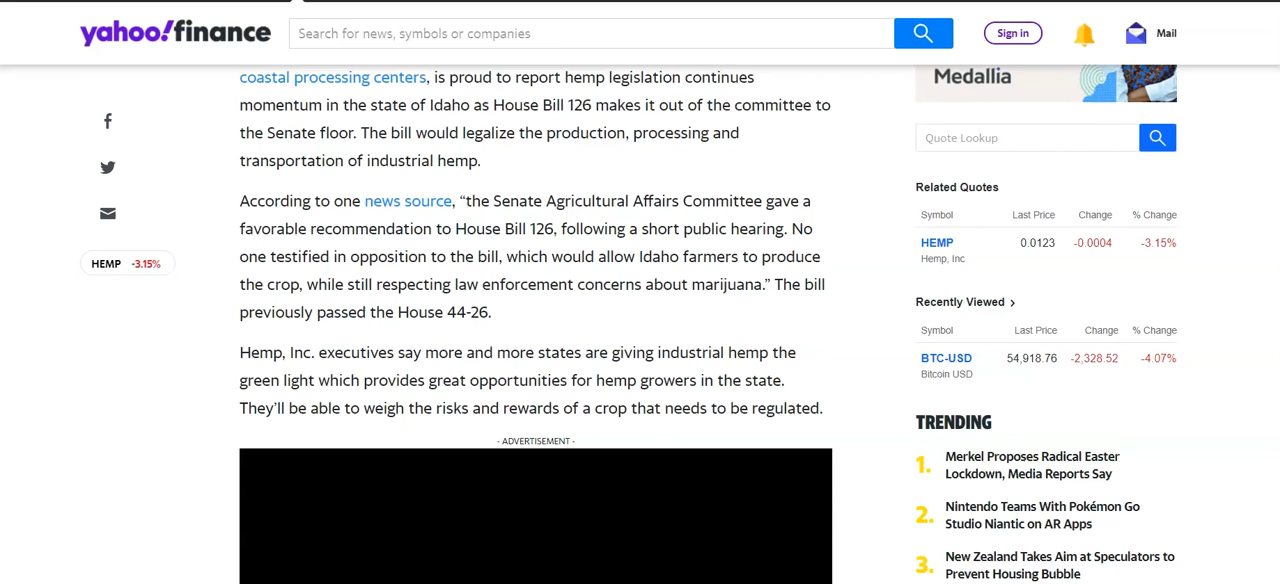 yahoo!finance
Search for news, symbols or companies
Sign in
Mail
coastal processing centers, is proud to report hemp legislation continues
momentum in the state of Idaho as House Bill 126 makes it out of the committee to
the Senate floor. The bill would legalize the production, processing and
transportation of industrial hemp.
According to one news source, “the Senate Agricultural Affairs Committee gave a
favorable recommendation to House Bill 126, following a short public hearing. No
one testified in opposition to the bill, which would allow Idaho farmers to produce
the crop, while still respecting law enforcement concerns about marijuana.” The bill
previously passed the House 44-26.
Hemp, Inc. executives say more and more states are giving industrial hemp the
green light which provides great opportunities for hemp growers in the state.
They’ll be able to weigh the risks and rewards of a crop that needs to be regulated.
- ADVERTISEMENT -
HEMP -3.15%
Medallia
Quote Lookup
Related Quotes
Symbol Last Price Change % Change
HEMP 0.0123 -0.0004 -3.15%
Hemp, Inc
Recently Viewed >
Symbol Last Price Change % Change
BTC-USD 54,918.76 -2,328.52 -4.07%
Bitcoin USD
TRENDING
1. Merkel Proposes Radical Easter
Lockdown, Media Reports Say
2. Nintendo Teams With Pokémon Go
Studio Niantic on AR Apps
3. New Zealand Takes Aim at Speculators to
Prevent Housing Bubble